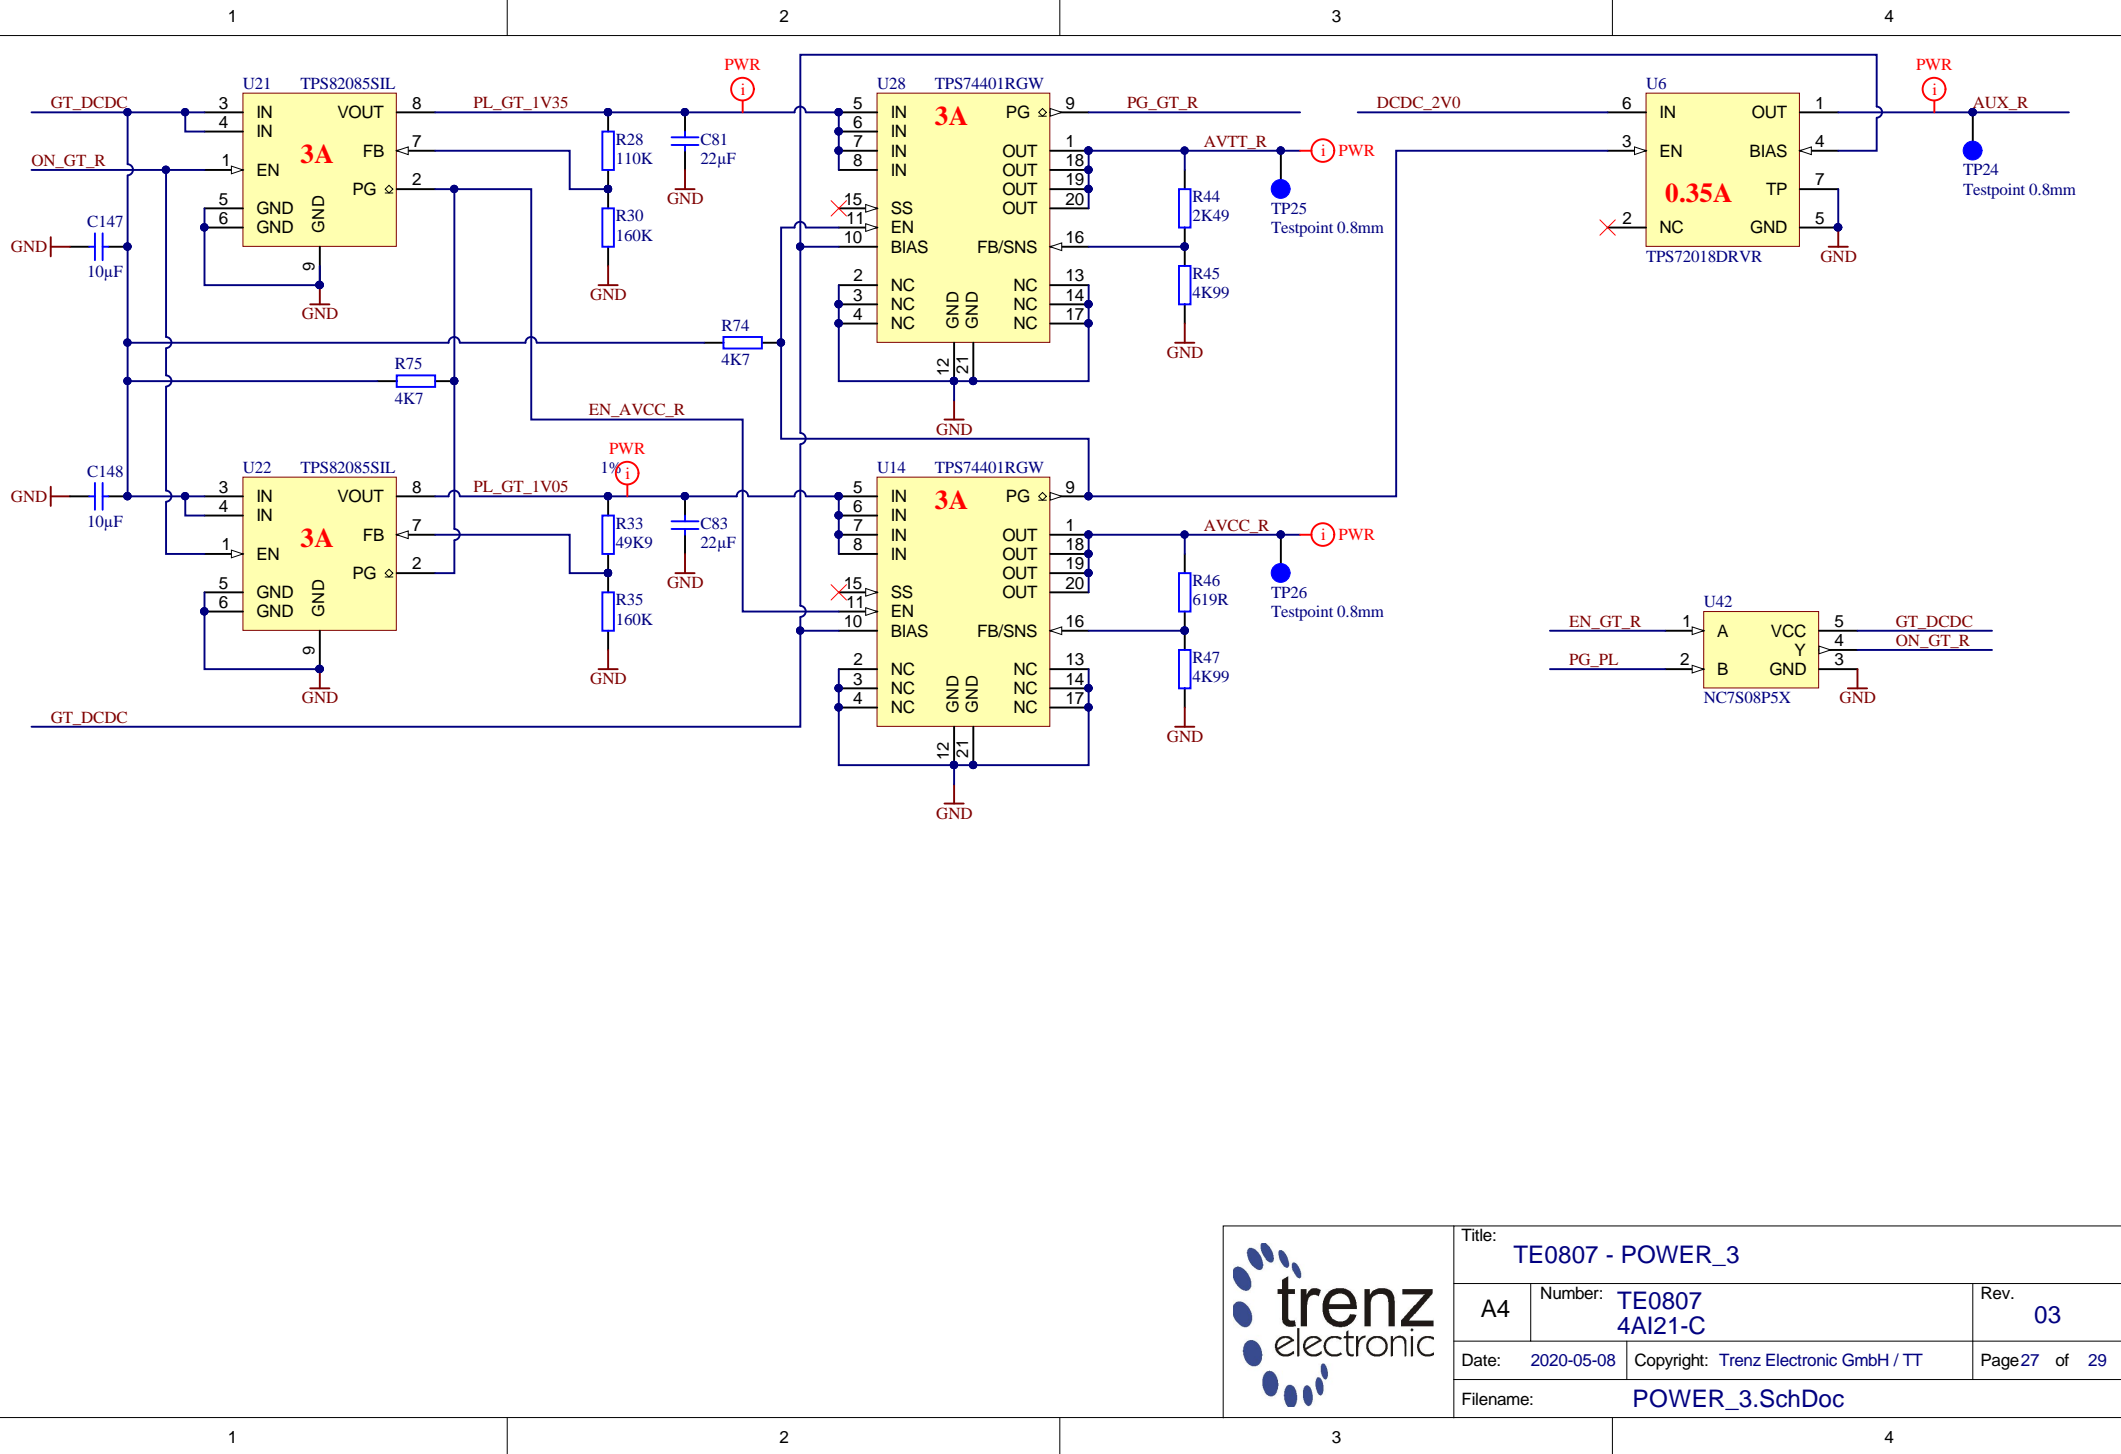 1 2 3 4
U21 TPS82085SIL
GT_DCDC
ON_GT_R
3 IN
4 IN
1 EN
5 GND
6 GND
GND
9
3A
VOUT 8
FB 7
PG 2
GND
C147
10µF
GND
PL_GT_1V35
R28
110K
R30
160K
GND
C81
22µF
GND
PWR
i
U28 TPS74401RGW
3A
5 IN
6 IN
7 IN
8 IN
15 SS
11 EN
10 BIAS
2 NC
3 NC
4 NC
GND GND
12 21
PG 9
OUT 1
OUT 18
OUT 19
OUT 20
FB/SNS 16
NC 13
NC 14
NC 17
GND
PG_GT_R
AVTT_R
i PWR
TP25
Testpoint 0.8mm
R44
2K49
R45
4K99
GND
DCDC_2V0
U6
6 IN
3 EN
0.35A
2 NC
OUT 1
BIAS 4
TP 7
GND 5
TPS72018DRVR
GND
PWR
i
AUX_R
TP24
Testpoint 0.8mm
R74
4K7
R75
4K7
EN_AVCC_R
C148
10µF
GND
U22 TPS82085SIL
3 IN
4 IN
1 EN
5 GND
6 GND
GND
9
3A
VOUT 8
FB 7
PG 2
GND
GT_DCDC
PL_GT_1V05
PWR
1%
i
R33
49K9
R35
160K
GND
C83
22µF
GND
U14 TPS74401RGW
3A
5 IN
6 IN
7 IN
8 IN
15 SS
11 EN
10 BIAS
2 NC
3 NC
4 NC
GND GND
12 21
PG 9
OUT 1
OUT 18
OUT 19
OUT 20
FB/SNS 16
NC 13
NC 14
NC 17
GND
AVCC_R
i PWR
TP26
Testpoint 0.8mm
R46
619R
R47
4K99
GND
U42
EN_GT_R 1 A
PG_PL 2 B
VCC 5 GT_DCDC
Y 4 ON_GT_R
GND 3
NC7S08P5X
GND
trenz
electronic
Title:
TE0807 - POWER_3
A4
Number: TE0807
4AI21-C
Rev.
03
Date: 2020-05-08
Copyright: Trenz Electronic GmbH / TT
Page 27 of 29
Filename: POWER_3.SchDoc
1 2 3 4